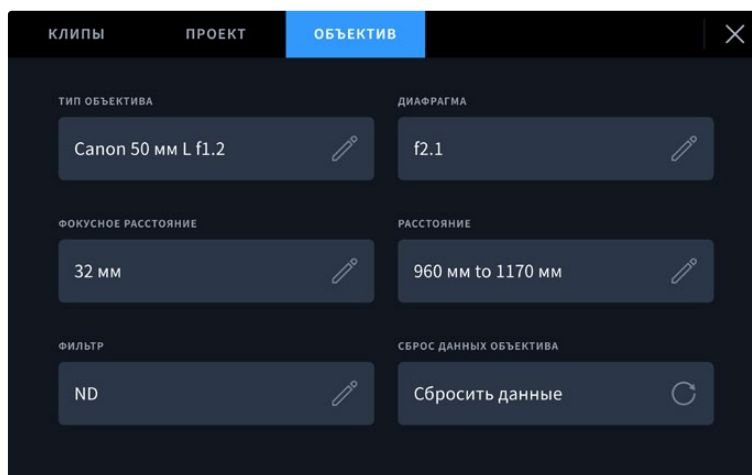 КЛИПЫ ПРОЕКТ ОБЪЕКТИВ
ТИП ОБЪЕКТИВА ДИАФРАГМА
Canon 50 мм L f1.2 f2.1
ФОКУСНОЕ РАССТОЯНИЕ РАССТОЯНИЕ
32 мм 960 мм to 1170 мм
ФИЛЬТР СБРОС ДАННЫХ ОБЪЕКТИВА
ND Сбросить данные